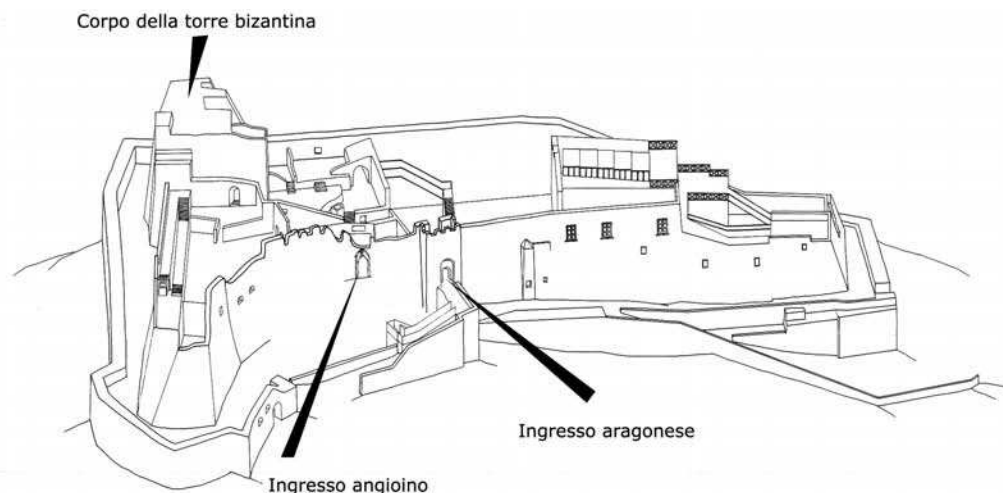 Corpo della torre bizantina
Ingresso aragonese
Ingresso angioino